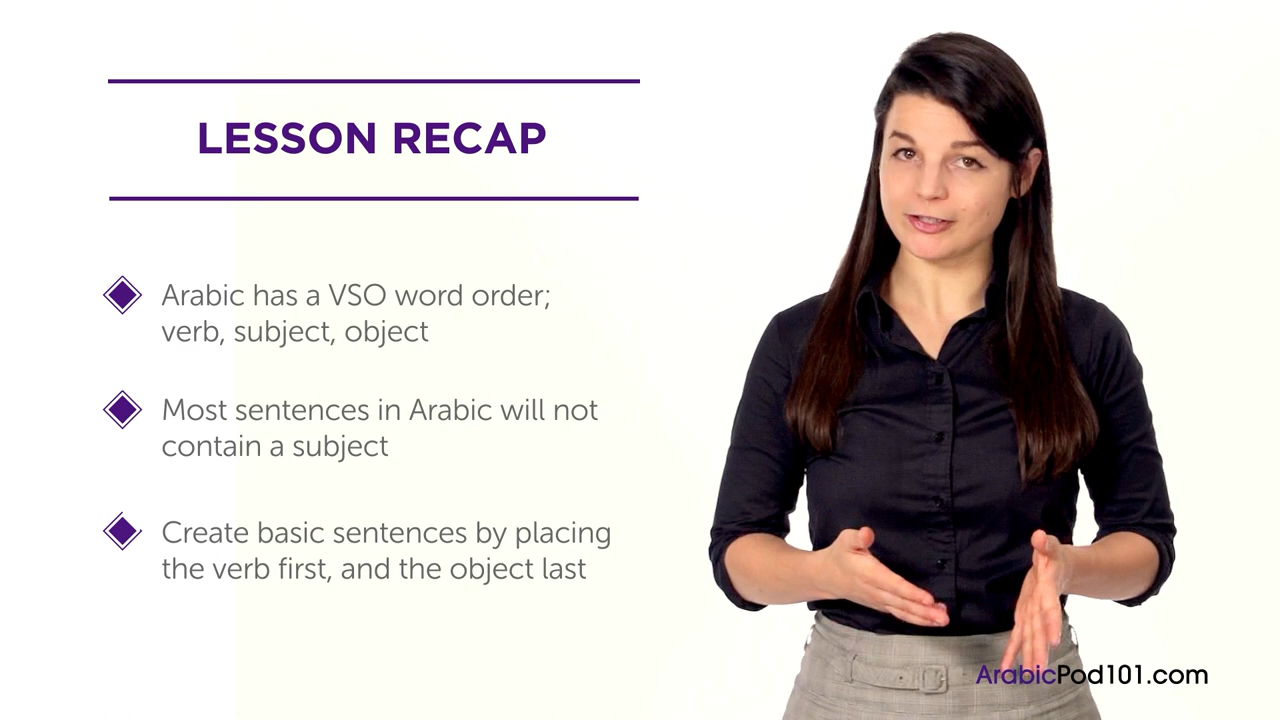 LESSON RECAP
Arabic has a VSO word order;
verb, subject, object
Most sentences in Arabic will not
contain a subject
Create basic sentences by placing
the verb first, and the object last
ArabicPod101.com